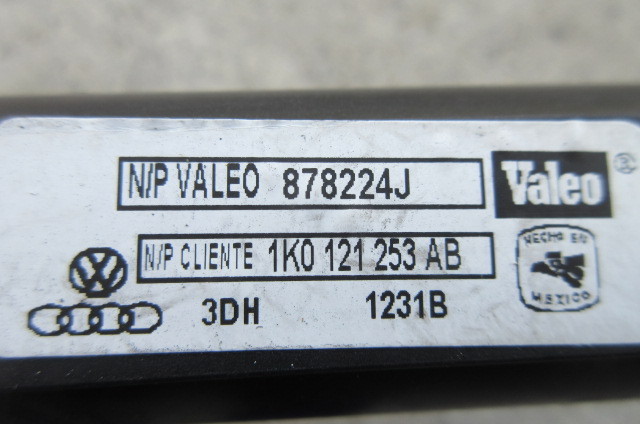 N/P VALEO 878224J
Valeo ®
N/P CLIENTE 1K0 121 253 AB
HECHO EN
MEXICO
3DH 1231B